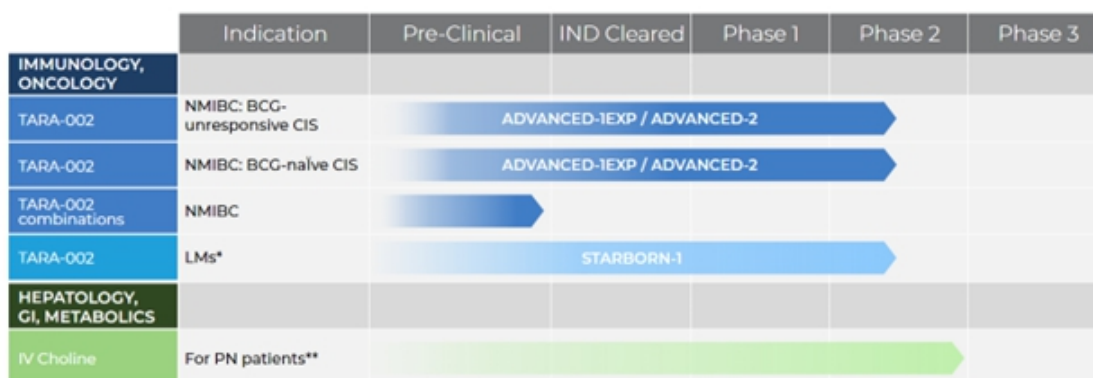 Indication Pre-Clinical IND Cleared Phase 1 Phase 2 Phase 3
IMMUNOLOGY,
ONCOLOGY
TARA-002 NMIBC: BCG-
unresponsive CIS ADVANCED-1EXP / ADVANCED-2
TARA-002 NMIBC: BCG-naÏve CIS ADVANCED-1EXP / ADVANCED-2
TARA-002
combinations NMIBC
TARA-002 LMs* STARBORN-1
HEPATOLOGY,
GI, METABOLICS
IV Choline For PN patients**